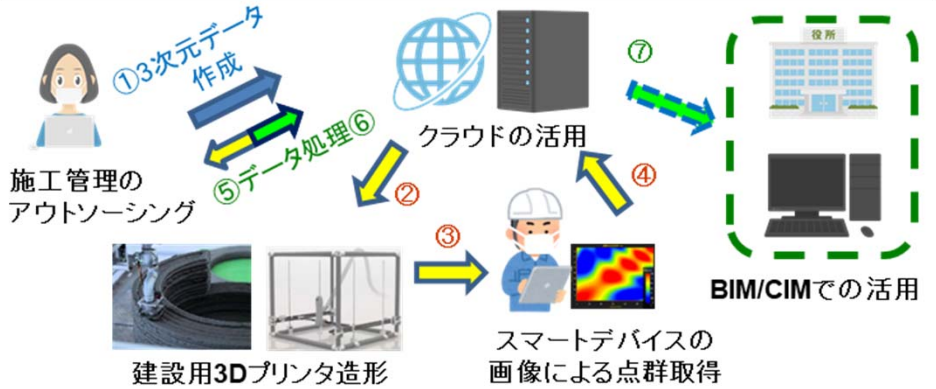 ①3次元データ
作成
⑤データ処理⑥
施工管理の
アウトソーシング
クラウドの活用
⑦
役所
②
③
④
建設用3Dプリンタ造形
スマートデバイスの
画像による点群取得
BIM/CIMでの活用